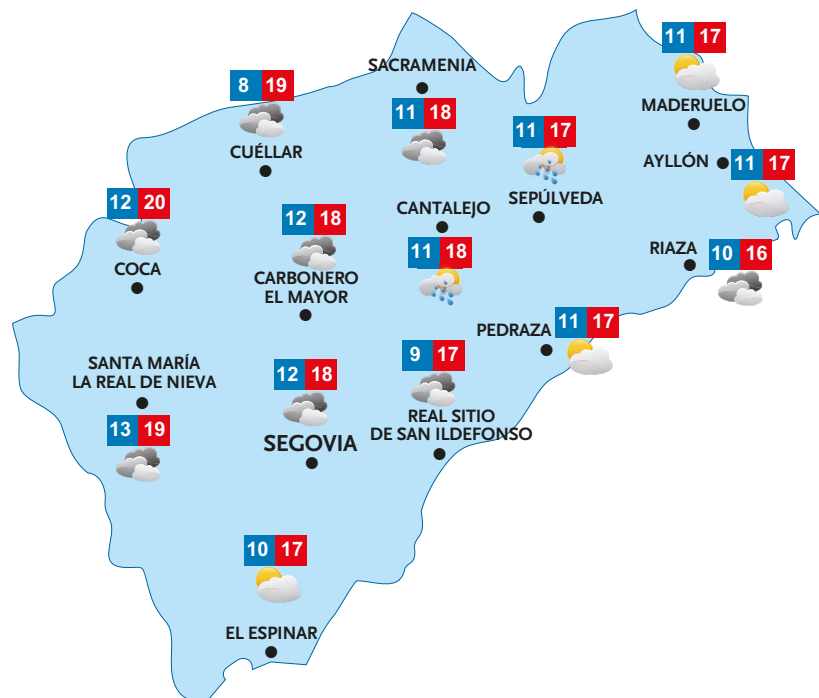 11 17
MADERUELO
SACRAMENIA
11 18
8 19
CUÉLLAR
11 17
SEPÚLVEDA
AYLLÓN
11 17
12 20
COCA
12 18
CARBONERO
EL MAYOR
CANTALEJO
11 18
RIAZA
10 16
PEDRAZA
11 17
SANTA MARÍA
LA REAL DE NIEVA
13 19
12 18
SEGOVIA
9 17
REAL SITIO
DE SAN ILDEFONSO
10 17
EL ESPINAR